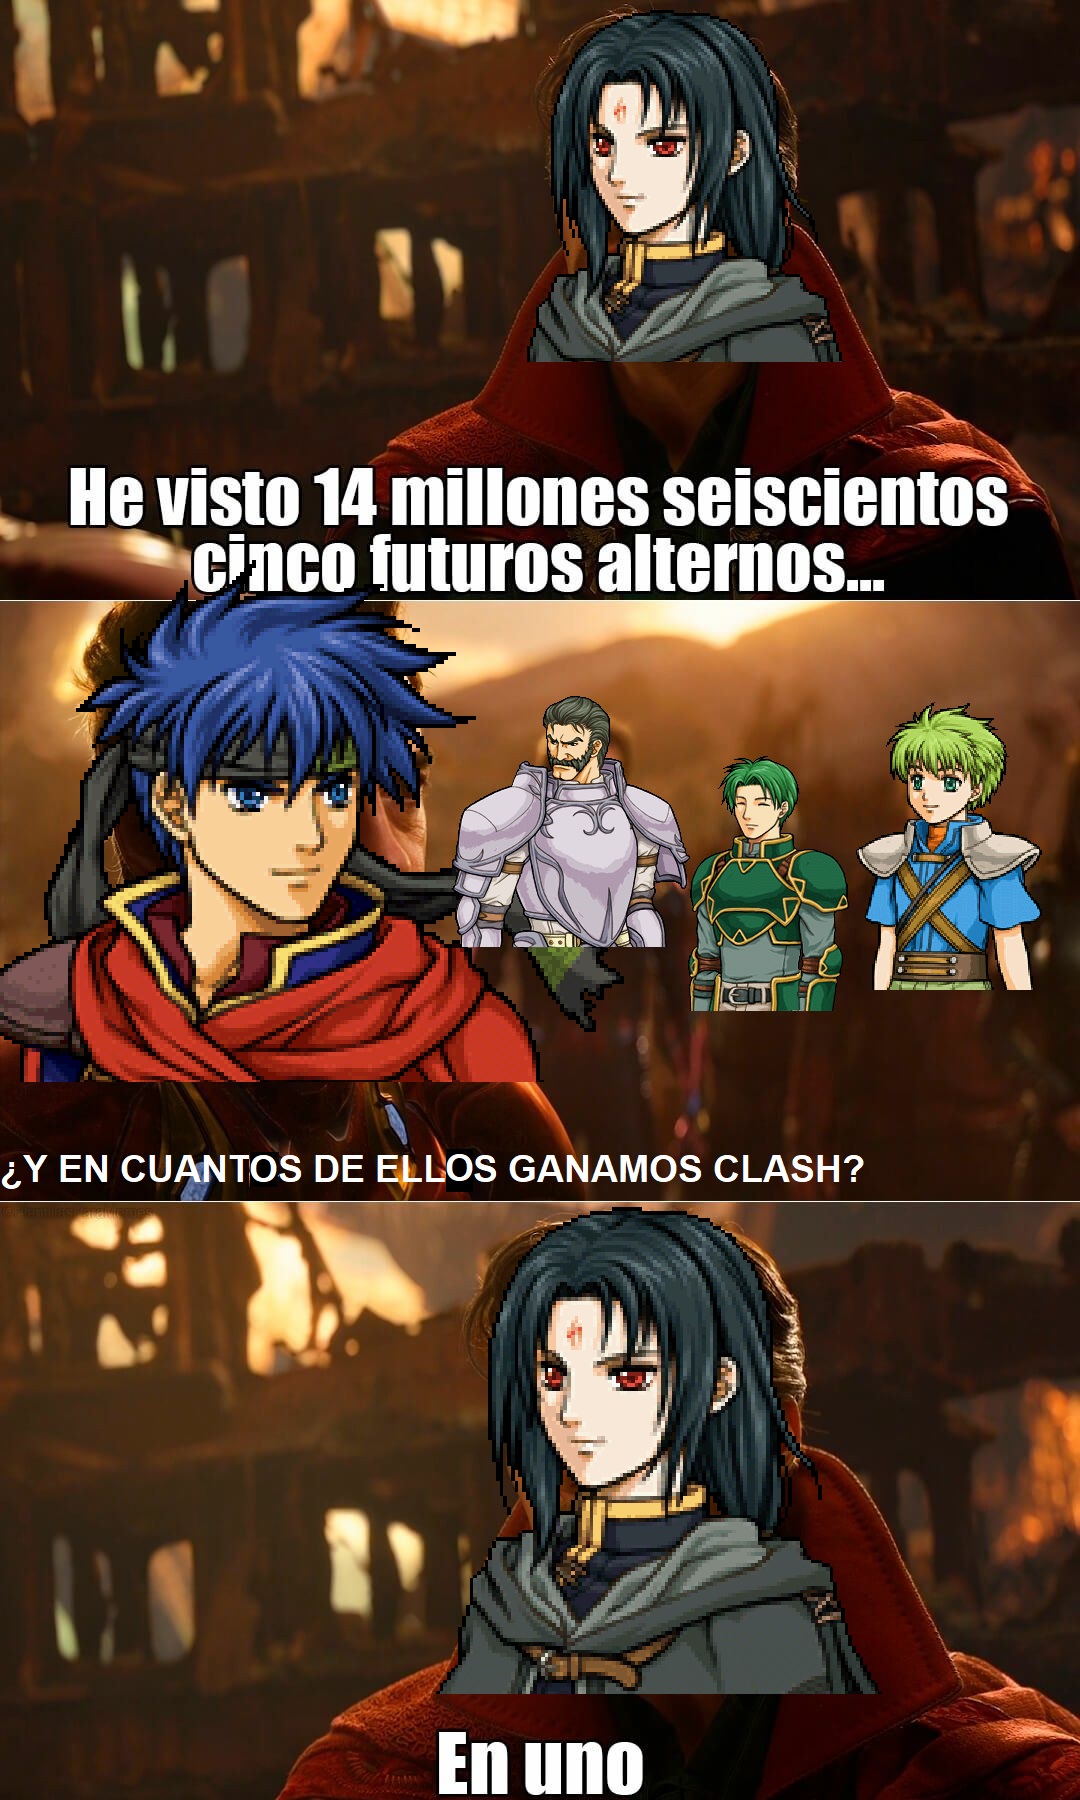 He visto 14 millones seiscientos
cinco futuros alternos...
¿Y EN CUANTOS DE ELLOS GANAMOS CLASH?
En uno